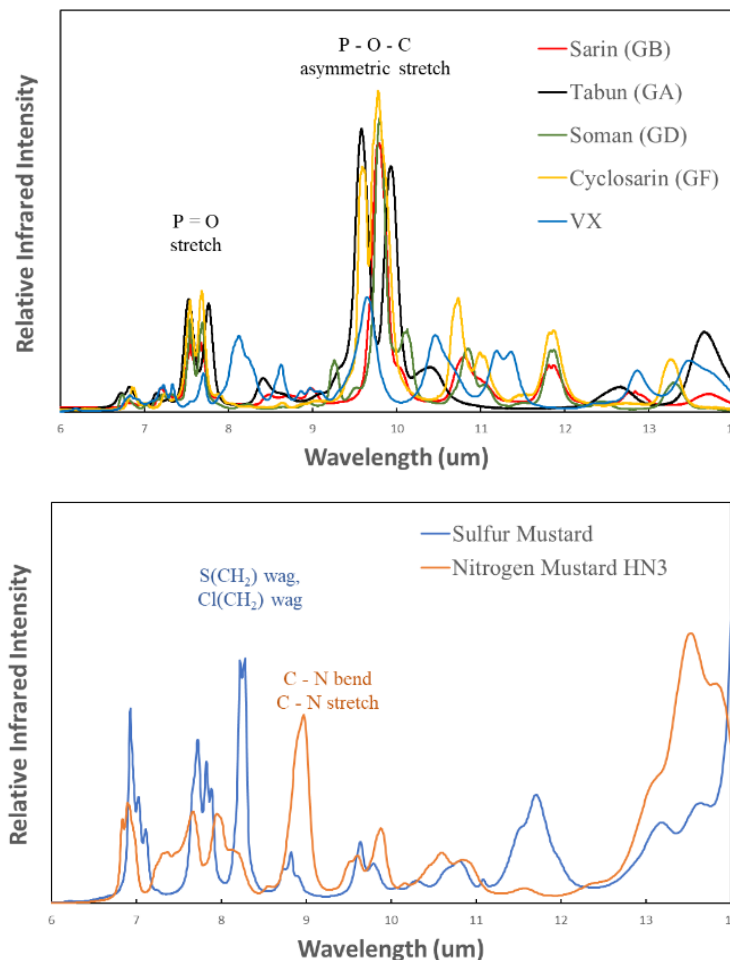 P - O - C
asymmetric stretch
Sarin (GB)
Tabun (GA)
Soman (GD)
Cyclosarin (GF)
VX
P = O
stretch
Relative Infrared Intensity
6 7 8 9 10 11 12 13 14
Wavelength (um)
Sulfur Mustard
Nitrogen Mustard HN3
S(CH₂) wag,
Cl(CH₂) wag
C - N bend
C - N stretch
Relative Infrared Intensity
6 7 8 9 10 11 12 13
Wavelength (um)